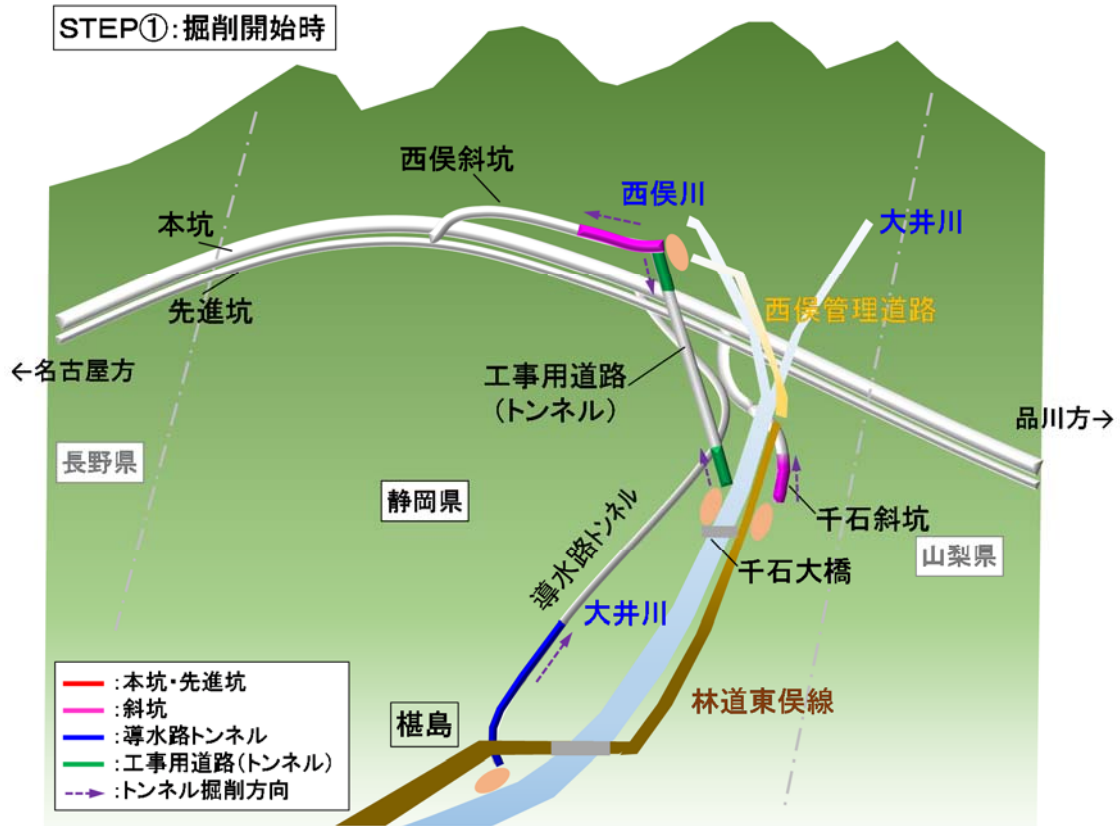 STEP①:掘削開始時
西俣斜坑
西俣川
大井川
本坑
先進坑
西俣管理道路
←名古屋方
工事用道路
(トンネル)
品川方→
長野県
静岡県
千石斜坑
導水路トンネル
千石大橋
山梨県
大井川
林道東俣線
椹島
:本坑・先進坑
:斜坑
:導水路トンネル
:工事用道路(トンネル)
:トンネル掘削方向